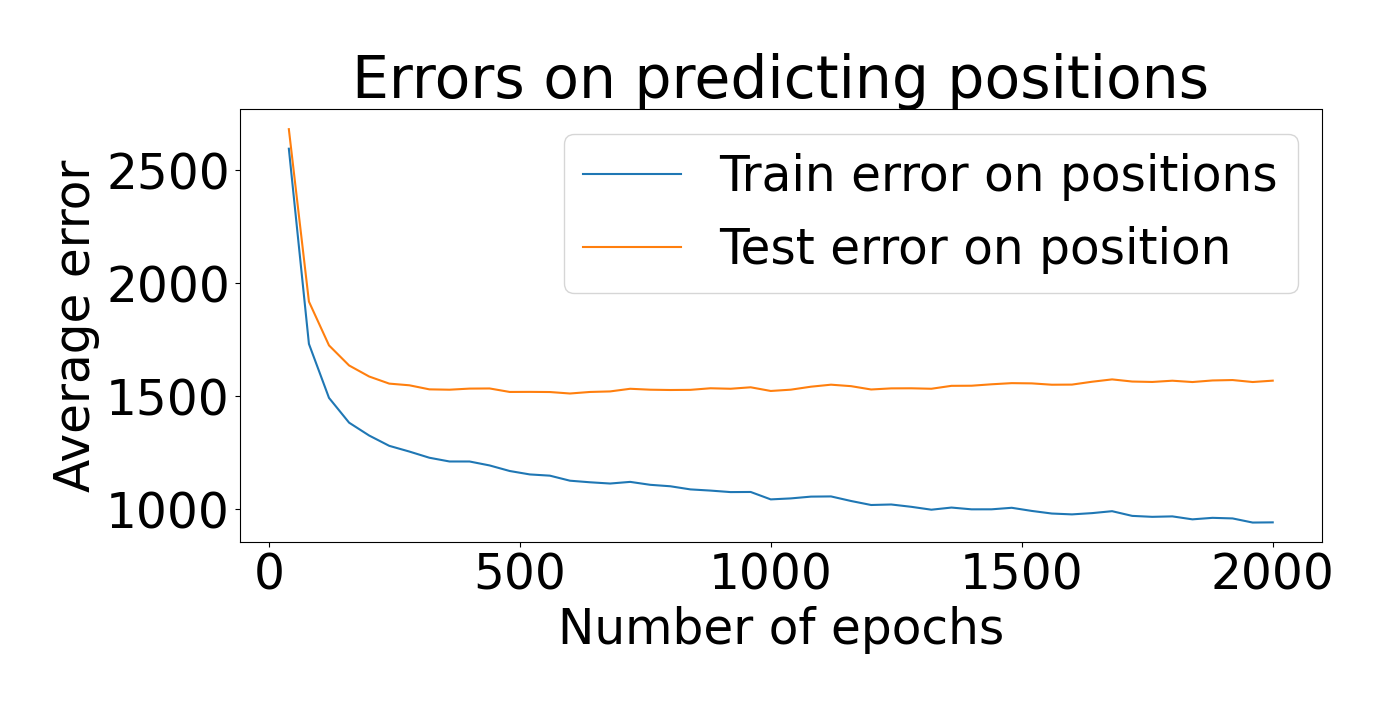 Errors on predicting positions
Train error on positions
Test error on position
Average error
2500
2000
1500
1000
0 500 1000 1500 2000
Number of epochs